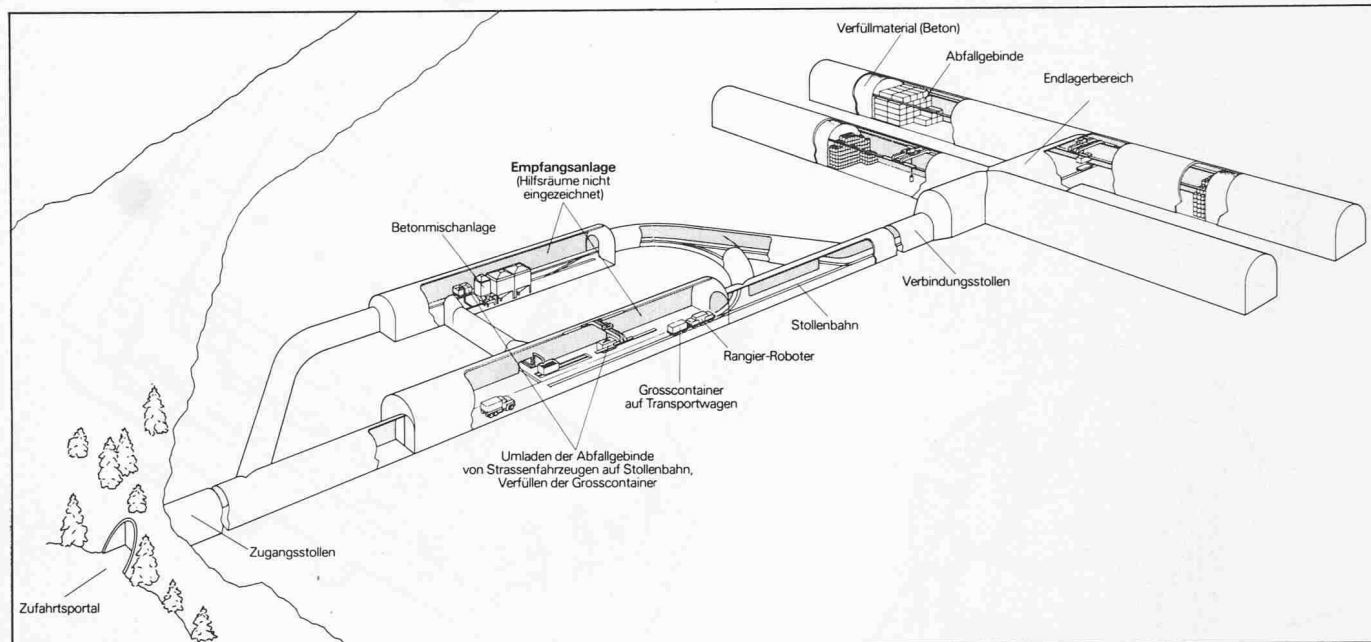 Verfüllmaterial (Beton)
Abfallgebinde
Endlagerbereich
Empfangsanlage
(Hilfsräume nicht
eingezeichnet)
Betonmischanlage
Verbindungsstollen
Stollenbahn
Rangier-Roboter
Grosscontainer
auf Transportwagen
Umladen der Abfallgebinde
von Strassenfahrzeugen auf Stollenbahn,
Verfüllen der Grosscontainer
Zugangsstollen
Zufahrtsportal